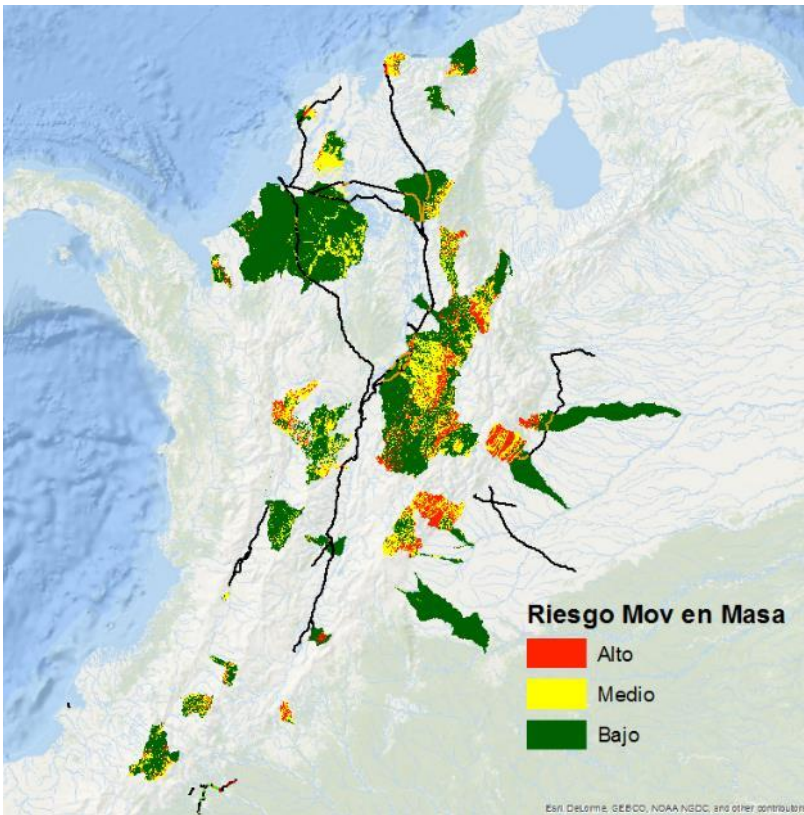 Riesgo Mov en Masa
Alto
Medio
Bajo
Esri, DeLorme, GEBCO, NOAA NGDC, and other contributors